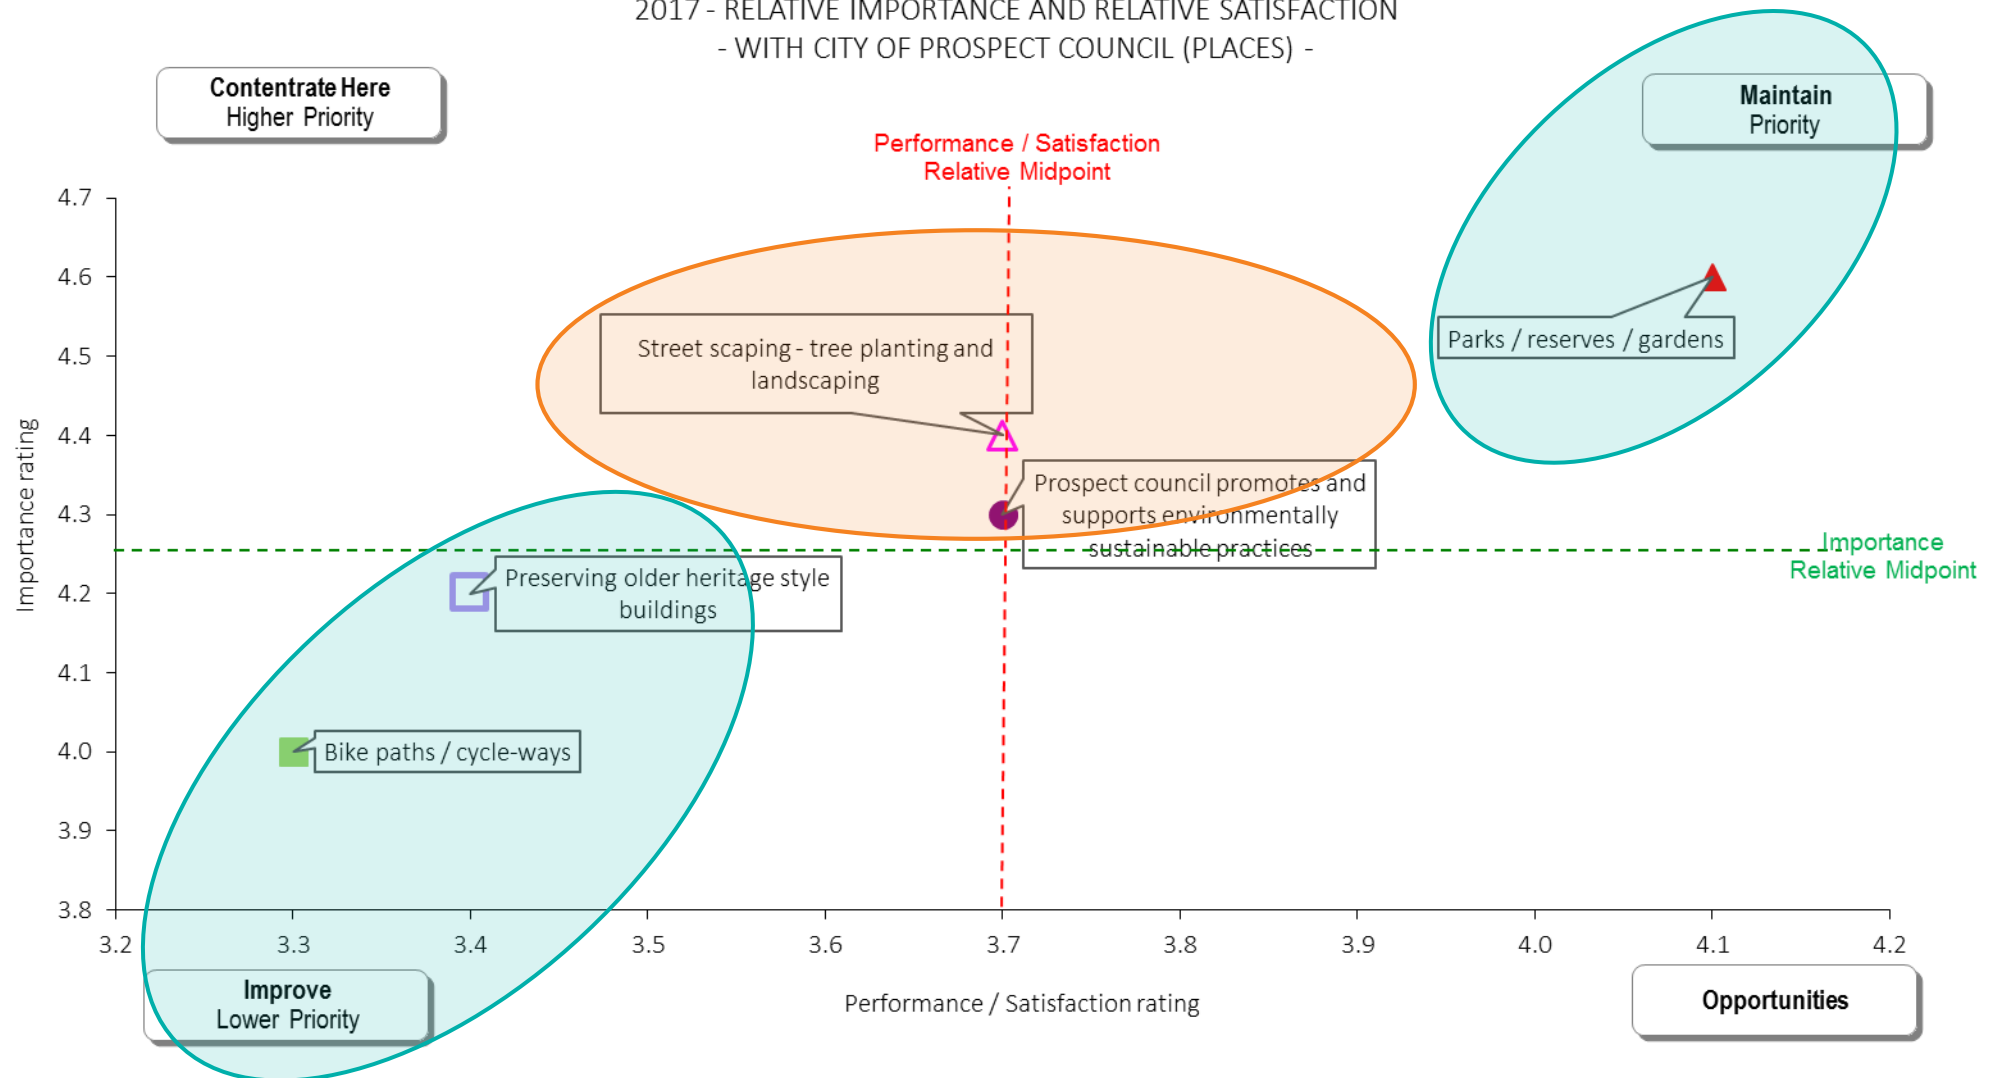 2017 - RELATIVE IMPORTANCE AND RELATIVE SATISFACTION
- WITH CITY OF PROSPECT COUNCIL (PLACES) -
Contentrate Here
Higher Priority
Maintain
Priority
Performance / Satisfaction
Relative Midpoint
4.7
4.6
4.5
4.4
4.3
4.2
4.1
4.0
3.9
3.8
Importance rating
Street scaping - tree planting and
landscaping
Parks / reserves / gardens
Prospect council promotes and
supports environmentally
sustainable practices
Importance
Relative Midpoint
Preserving older heritage style
buildings
Bike paths / cycle-ways
3.2 3.3 3.4 3.5 3.6 3.7 3.8 3.9 4.0 4.1 4.2
Improve
Lower Priority
Performance / Satisfaction rating
Opportunities